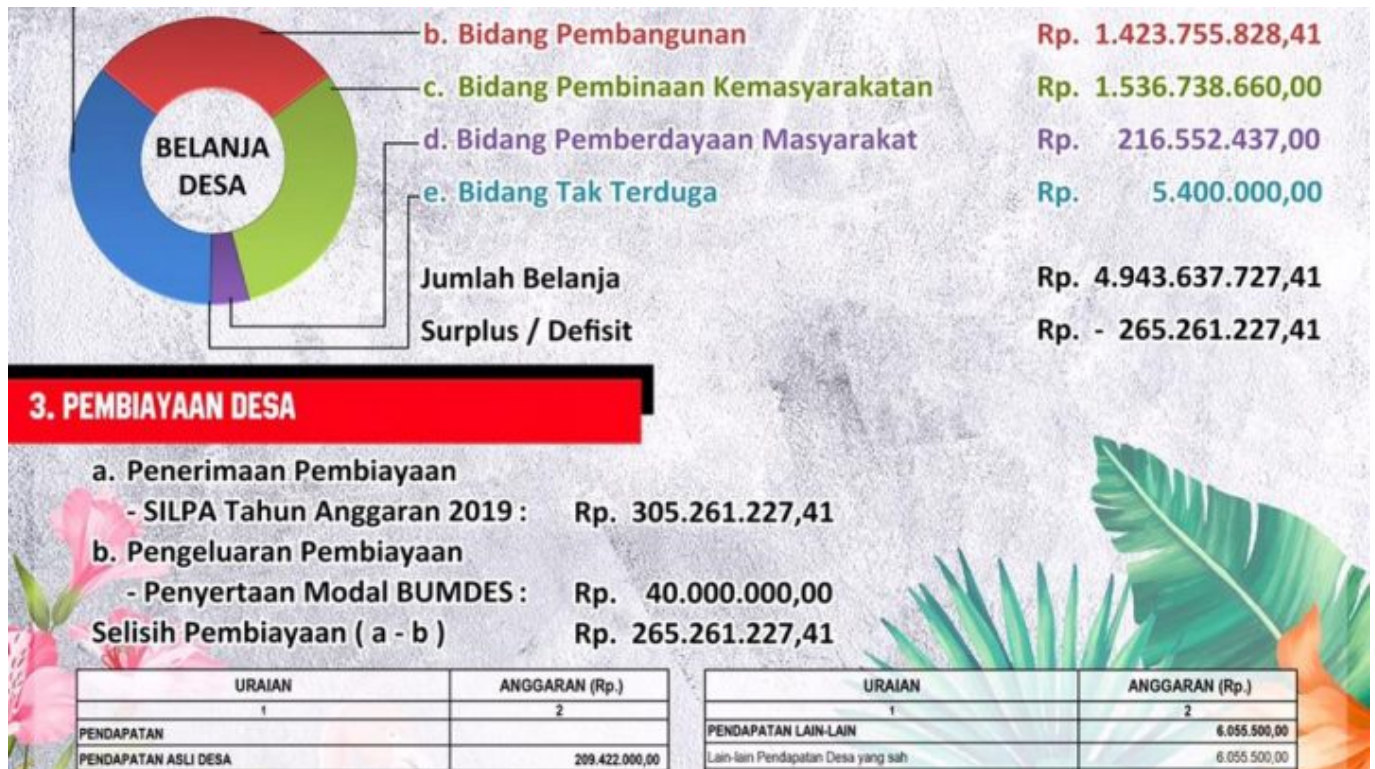 b. Bidang Pembangunan Rp. 1.423.755.828,41
c. Bidang Pembinaan Kemasyarakatan Rp. 1.536.738.660,00
d. Bidang Pemberdayaan Masyarakat Rp. 216.552.437,00
e. Bidang Tak Terduga Rp. 5.400.000,00
BELANJA
DESA
Jumlah Belanja Rp. 4.943.637.727,41
Surplus / Defisit Rp. - 265.261.227,41
3. PEMBIAYAAN DESA
a. Penerimaan Pembiayaan
- SILPA Tahun Anggaran 2019 : Rp. 305.261.227,41
b. Pengeluaran Pembiayaan
- Penyertaan Modal BUMDES : Rp. 40.000.000,00
Selisih Pembiayaan ( a - b ) Rp. 265.261.227,41
URAIAN ANGGARAN (Rp.)
1 2
PENDAPATAN
PENDAPATAN ASLI DESA 209.422.000,00
URAIAN ANGGARAN (Rp.)
1 2
PENDAPATAN LAIN-LAIN 6.055.500,00
Lain-lain Pendapatan Desa yang sah 6.055.500,00